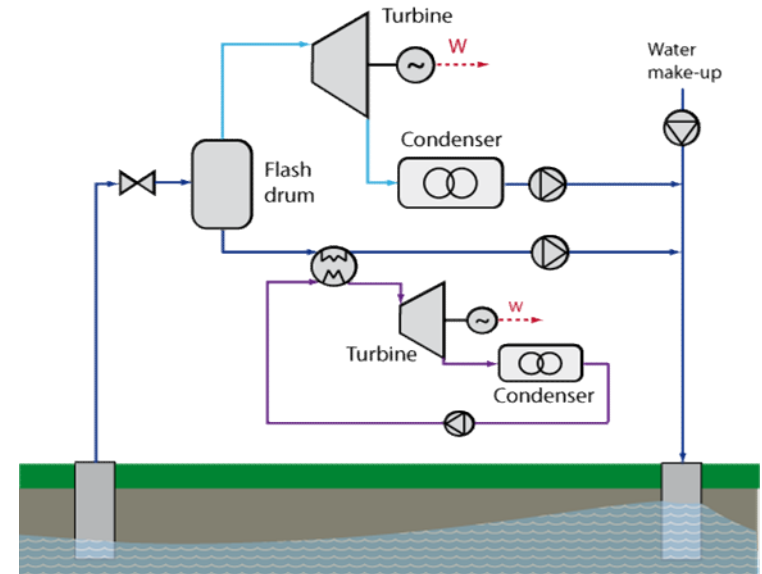 Turbine
W
Water
make-up
Condenser
Flash
drum
W
Turbine
Condenser